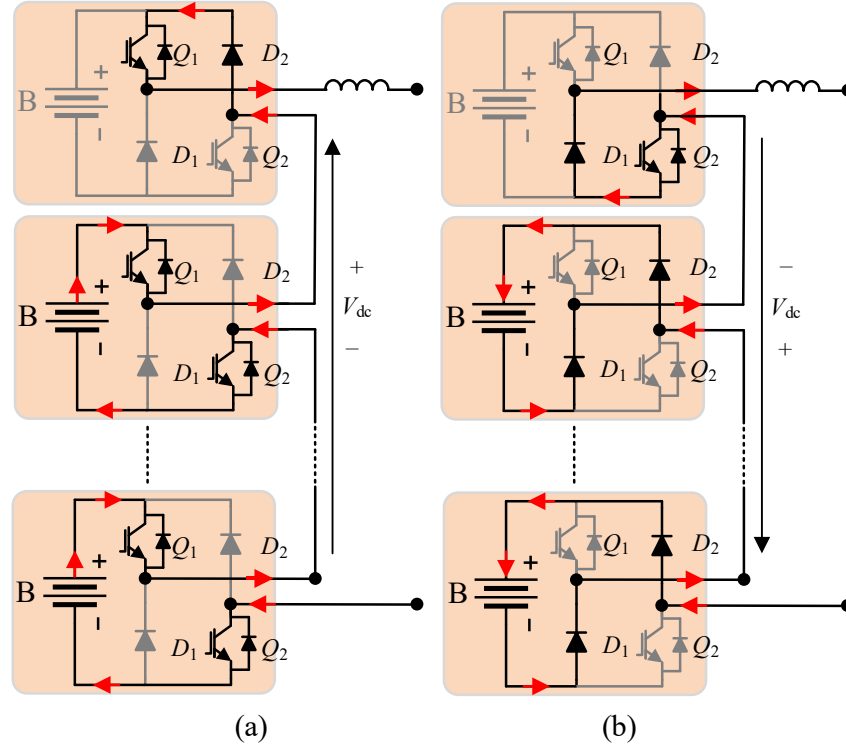 Q1
D2
B
+
−
D1
Q2
Q1
D2
B
+
−
D1
Q2
+
Vdc
−
Q1
D2
B
+
−
D1
Q2
(a)
Q1
D2
B
+
−
D1
Q2
Q1
D2
B
+
−
D1
Q2
−
Vdc
+
Q1
D2
B
+
−
D1
Q2
(b)